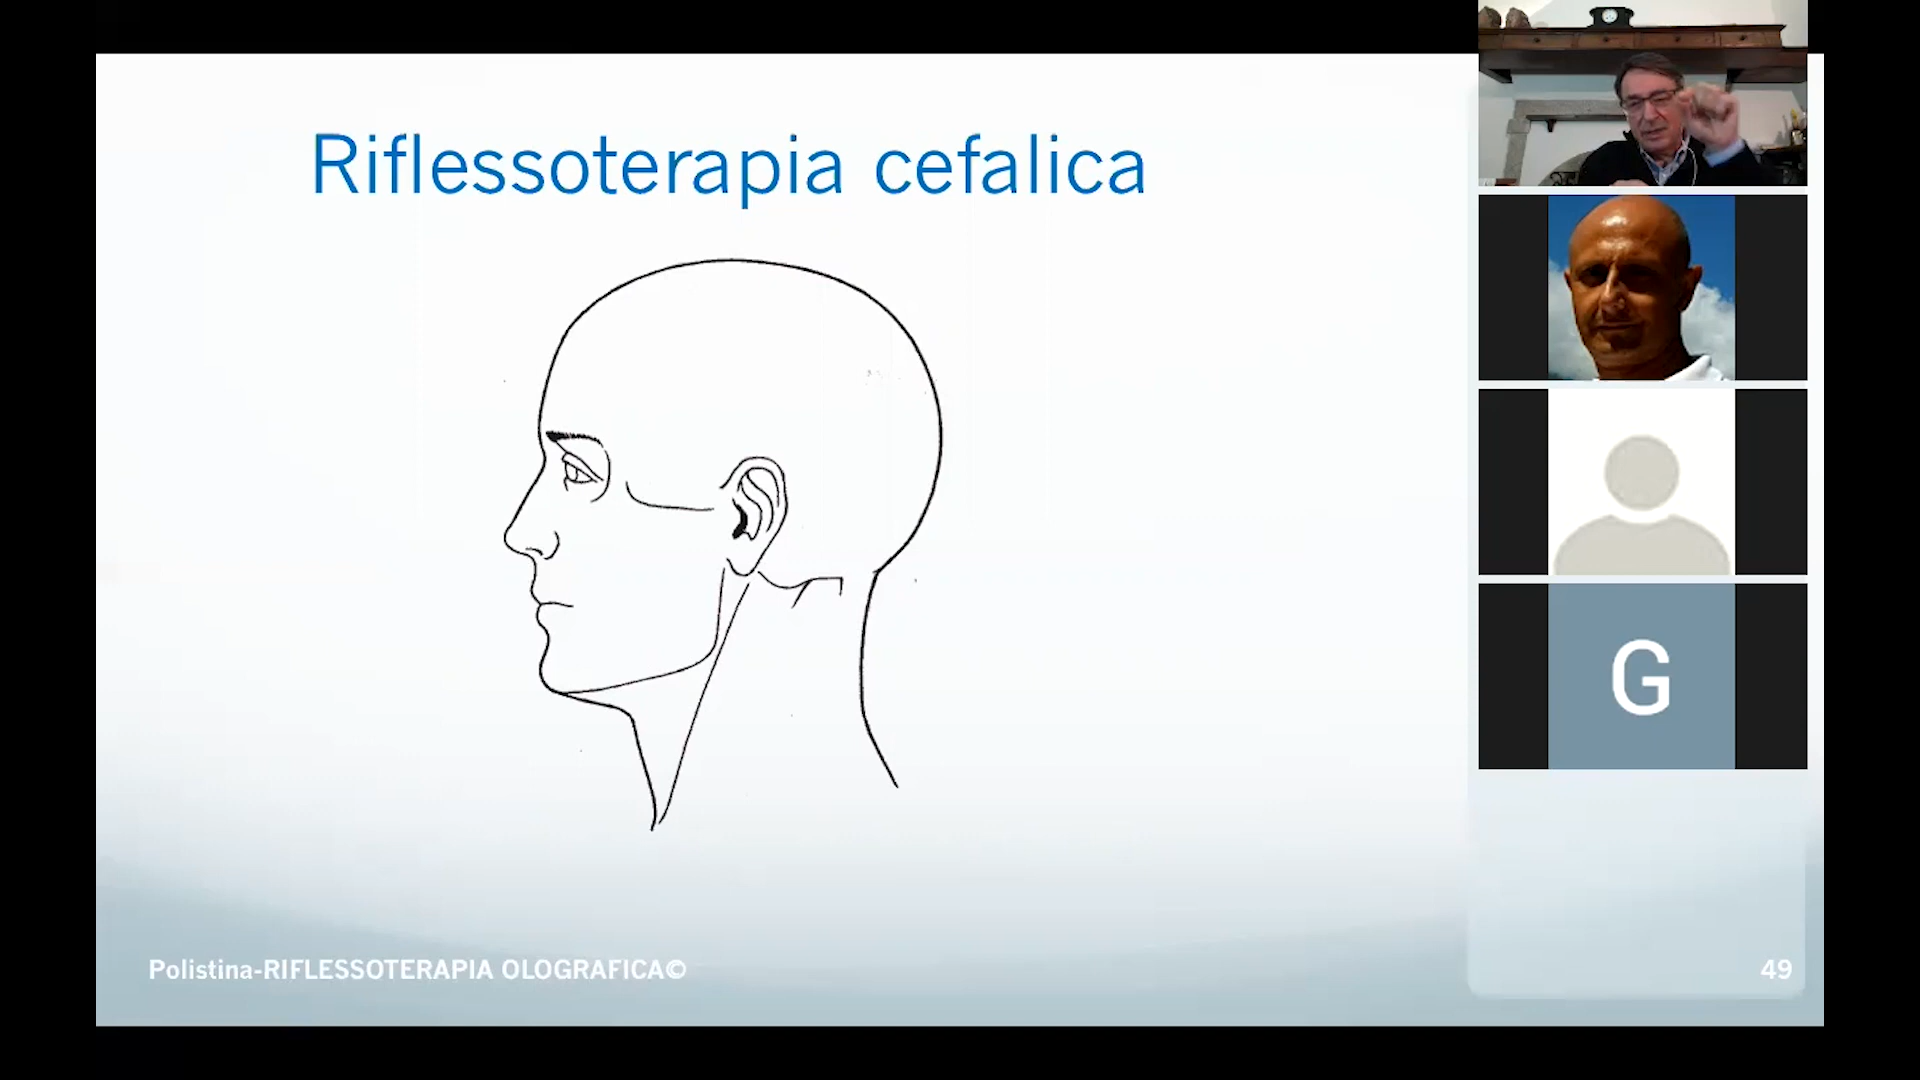 Riflessoterapia cefalica
G
Polistina-RIFLESSOTERAPIA OLOGRAFICA©
49